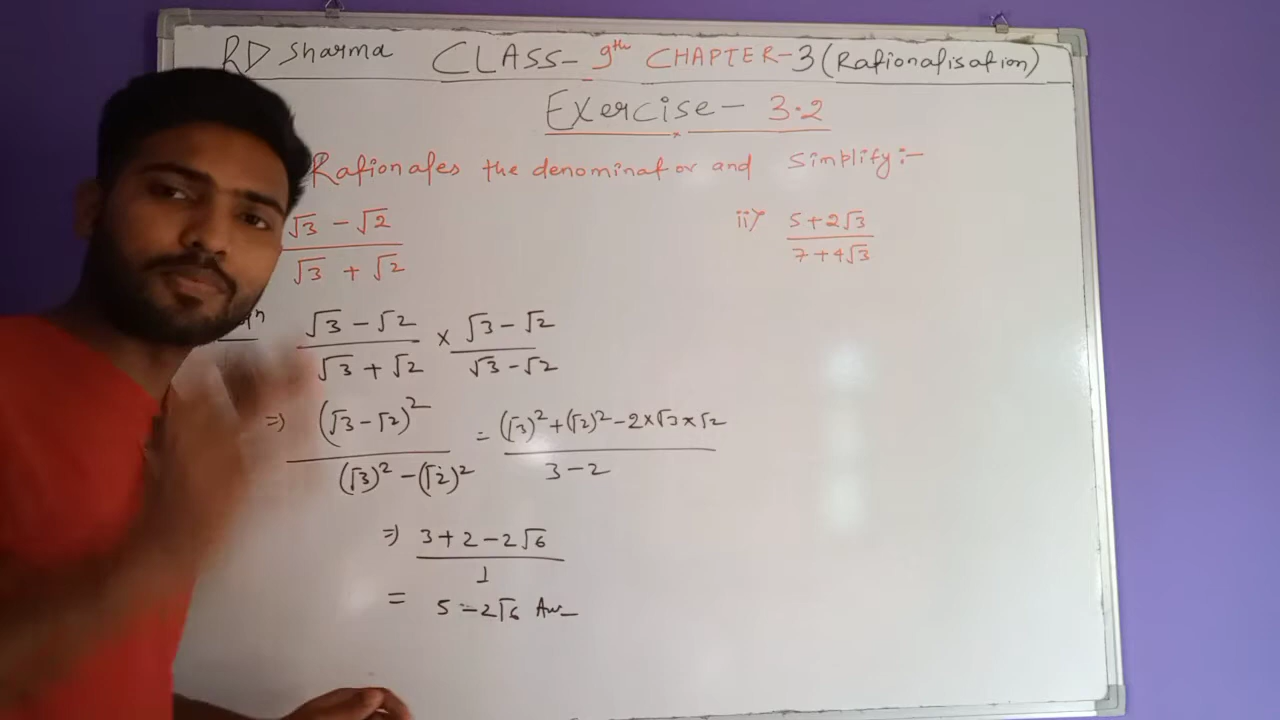 RD Sharma CLASS- 9th CHAPTER-3 (Rationalisation)
Exercise- 3.2
Rationales the denominator and Simplify:-
√3 - √2 / √3 + √2
ii) 5+2√3 / 7+4√3
√3 - √2 / √3 + √2 × √3 - √2 / √3 - √2
=) (√3 - √2)² / (√3)² - (√2)² = (√3)² + (√2)² - 2×√3×√2 / 3-2
=) 3+2-2√6 / 1
= 5-2√6 Ans